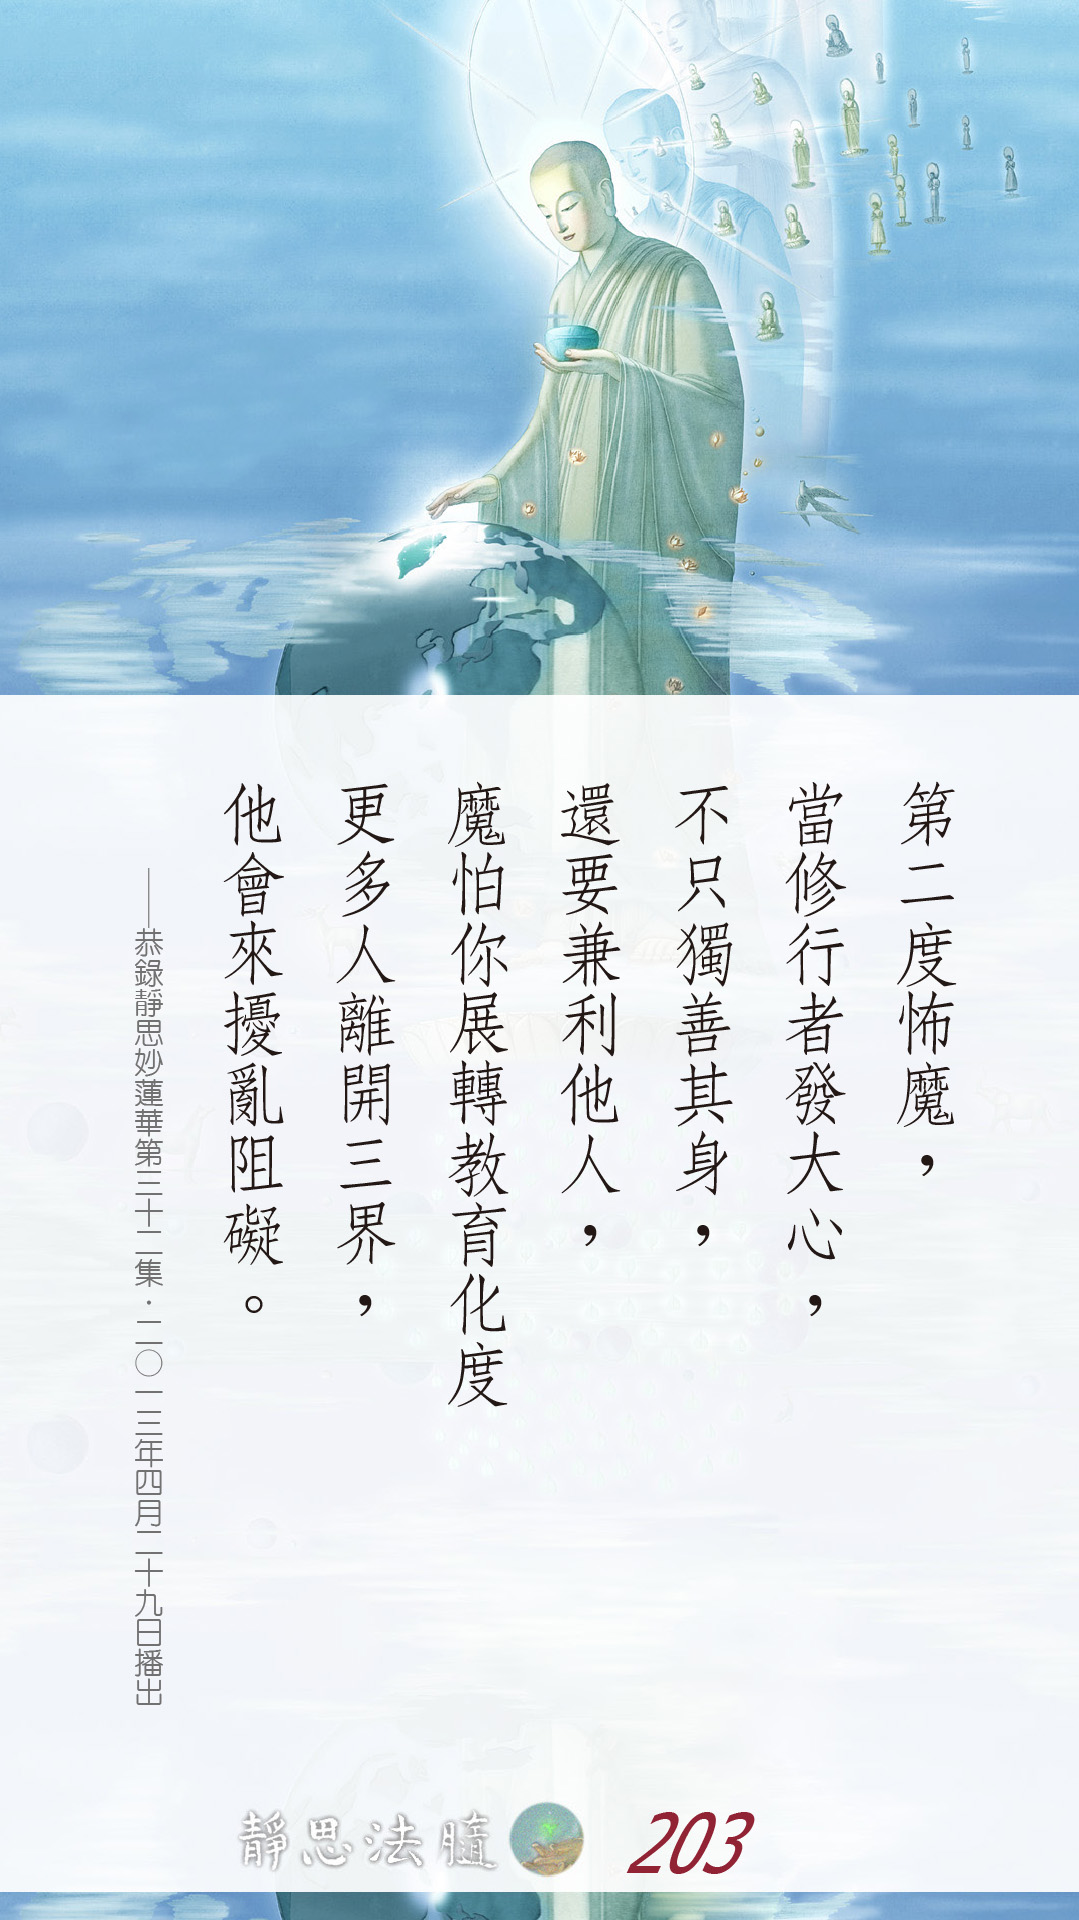 第二度怖魔，
當修行者發大心，
不只獨善其身，
還要兼利他人，
魔怕你展轉教育化度
更多人離開三界，
他會來擾亂阻礙。
——恭錄靜思妙蓮華第三十二集・二〇一三年四月二十九日播出
靜思法髓 203